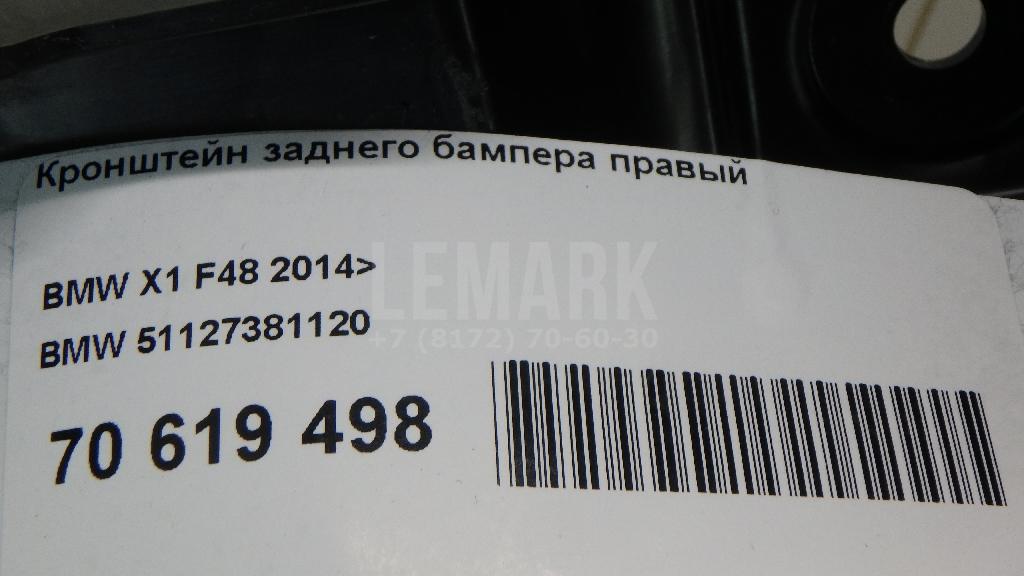 Кронштейн заднего бампера правый
BMW X1 F48 2014>
BMW 51127381120
70 619 498
LEMARK
+7 (8172) 70-60-30